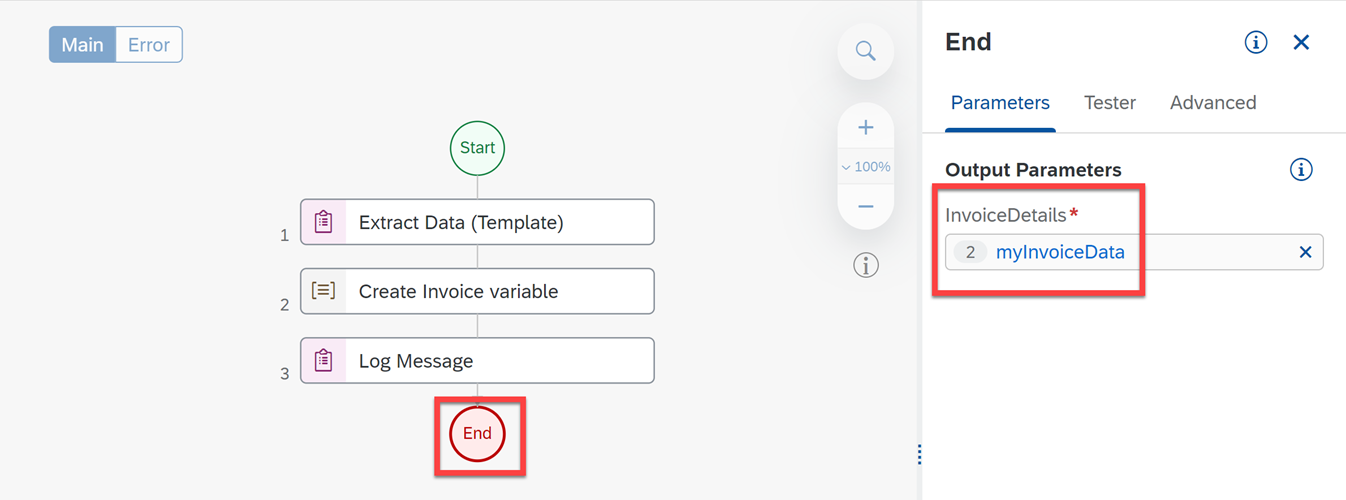 Main Error
Start
1 Extract Data (Template)
2 Create Invoice variable
3 Log Message
End
100%
End
Parameters Tester Advanced
Output Parameters
InvoiceDetails*
2 myInvoiceData